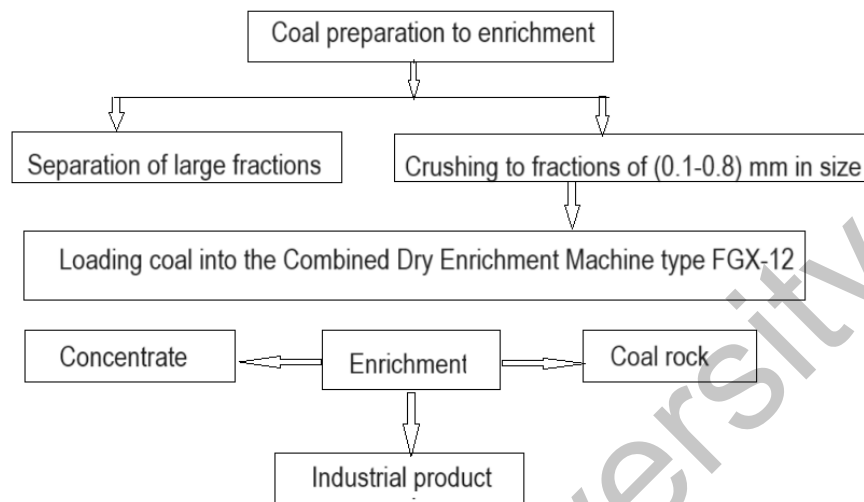 Coal preparation to enrichment
Separation of large fractions
Crushing to fractions of (0.1-0.8) mm in size
Loading coal into the Combined Dry Enrichment Machine type FGX-12
Concentrate
Enrichment
Coal rock
Industrial product